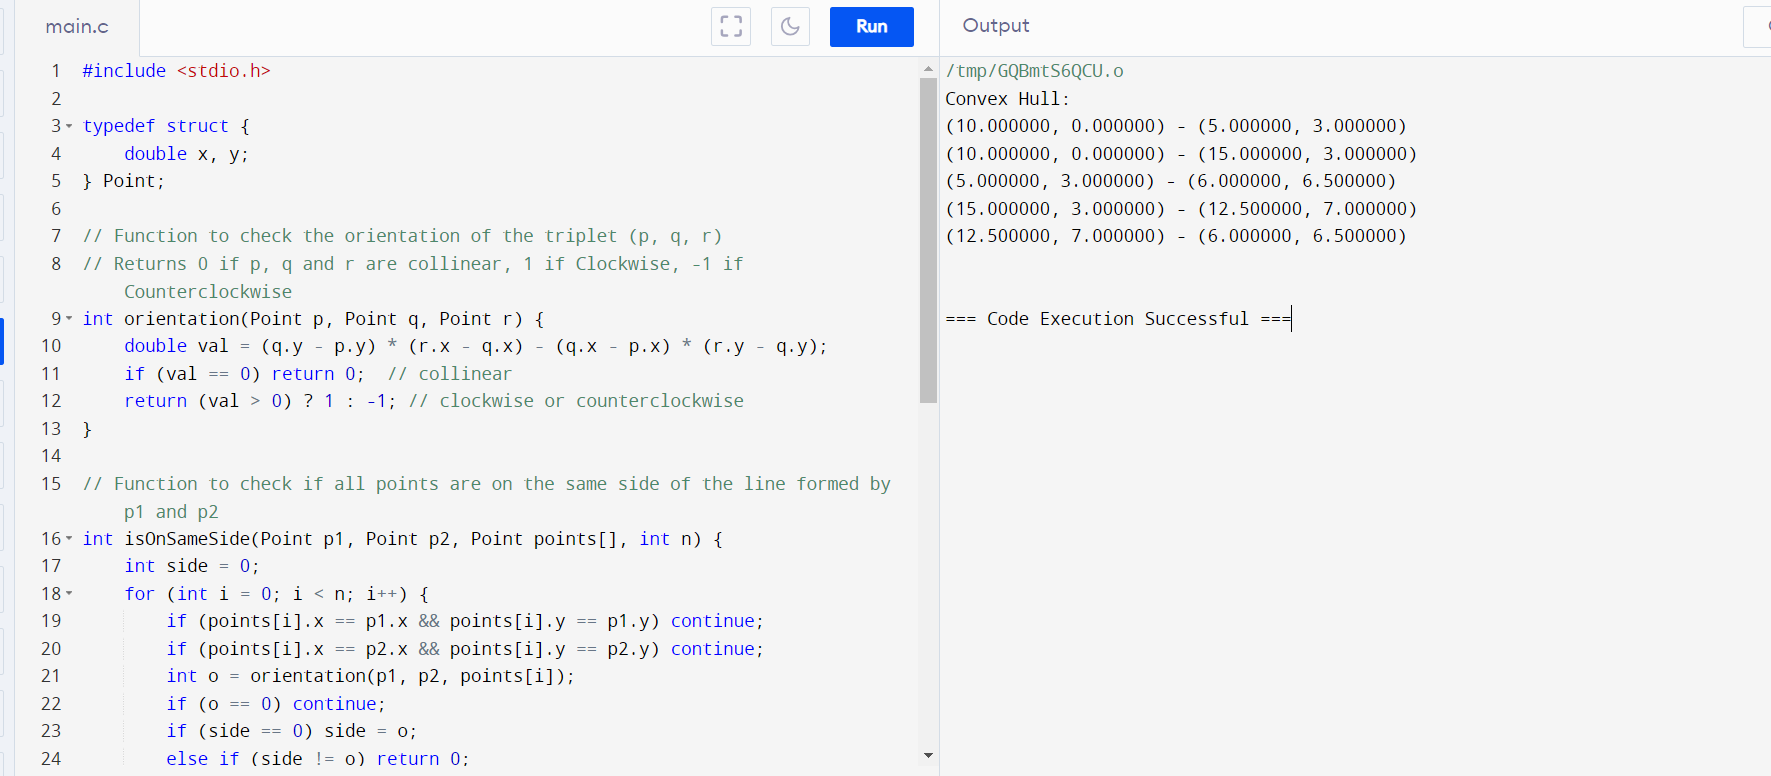 main.c
Run
Output
1 #include <stdio.h>
2
3 typedef struct {
4     double x, y;
5 } Point;
6
7 // Function to check the orientation of the triplet (p, q, r)
8 // Returns 0 if p, q and r are collinear, 1 if Clockwise, -1 if
Counterclockwise
9 int orientation(Point p, Point q, Point r) {
10     double val = (q.y - p.y) * (r.x - q.x) - (q.x - p.x) * (r.y - q.y);
11     if (val == 0) return 0;  // collinear
12     return (val > 0) ? 1 : -1; // clockwise or counterclockwise
13 }
14
15 // Function to check if all points are on the same side of the line formed by
p1 and p2
16 int isOnSameSide(Point p1, Point p2, Point points[], int n) {
17     int side = 0;
18     for (int i = 0; i < n; i++) {
19         if (points[i].x == p1.x && points[i].y == p1.y) continue;
20         if (points[i].x == p2.x && points[i].y == p2.y) continue;
21         int o = orientation(p1, p2, points[i]);
22         if (o == 0) continue;
23         if (side == 0) side = o;
24         else if (side != o) return 0;
/tmp/GQBmtS6QCU.o
Convex Hull:
(10.000000, 0.000000) - (5.000000, 3.000000)
(10.000000, 0.000000) - (15.000000, 3.000000)
(5.000000, 3.000000) - (6.000000, 6.500000)
(15.000000, 3.000000) - (12.500000, 7.000000)
(12.500000, 7.000000) - (6.000000, 6.500000)
=== Code Execution Successful ===